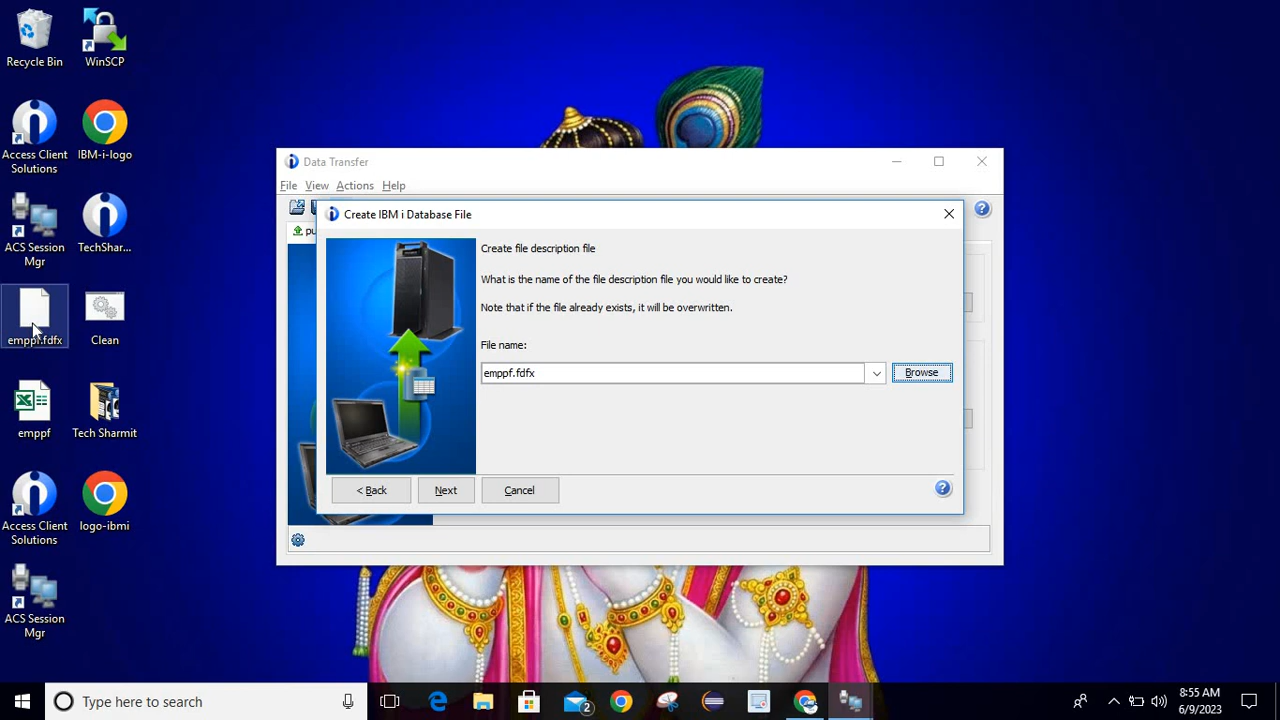 Recycle Bin
WinSCP
Access Client
Solutions
IBM-i-logo
ACS Session
Mgr
TechShar...
emppf.fdfx
Clean
emppf
Tech Sharmit
Access Client
Solutions
logo-ibmi
ACS Session
Mgr
Data Transfer
File View Actions Help
pu
Create IBM i Database File
Create file description file
What is the name of the file description file you would like to create?
Note that if the file already exists, it will be overwritten.
File name:
emppf.fdfx
Browse
< Back
Next
Cancel
Type here to search
2
8:55 AM
6/9/2023